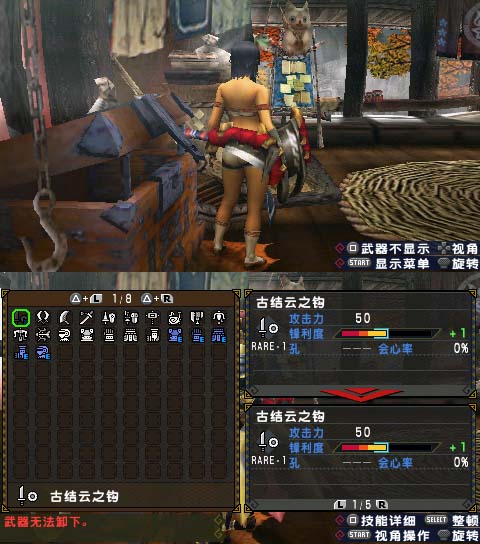 武器不显示 视角
START 显示菜单 旋转
+L 1/8 +R
古结云之钩
攻击力 50
锋利度 +1
RARE-1 孔 --- 会心率 0%
古结云之钩
攻击力 50
锋利度 +1
RARE-1 孔 --- 会心率 0%
古结云之钩
L 1/5 R
武器无法卸下。
技能详细 SELECT 整顿
START 视角操作 旋转